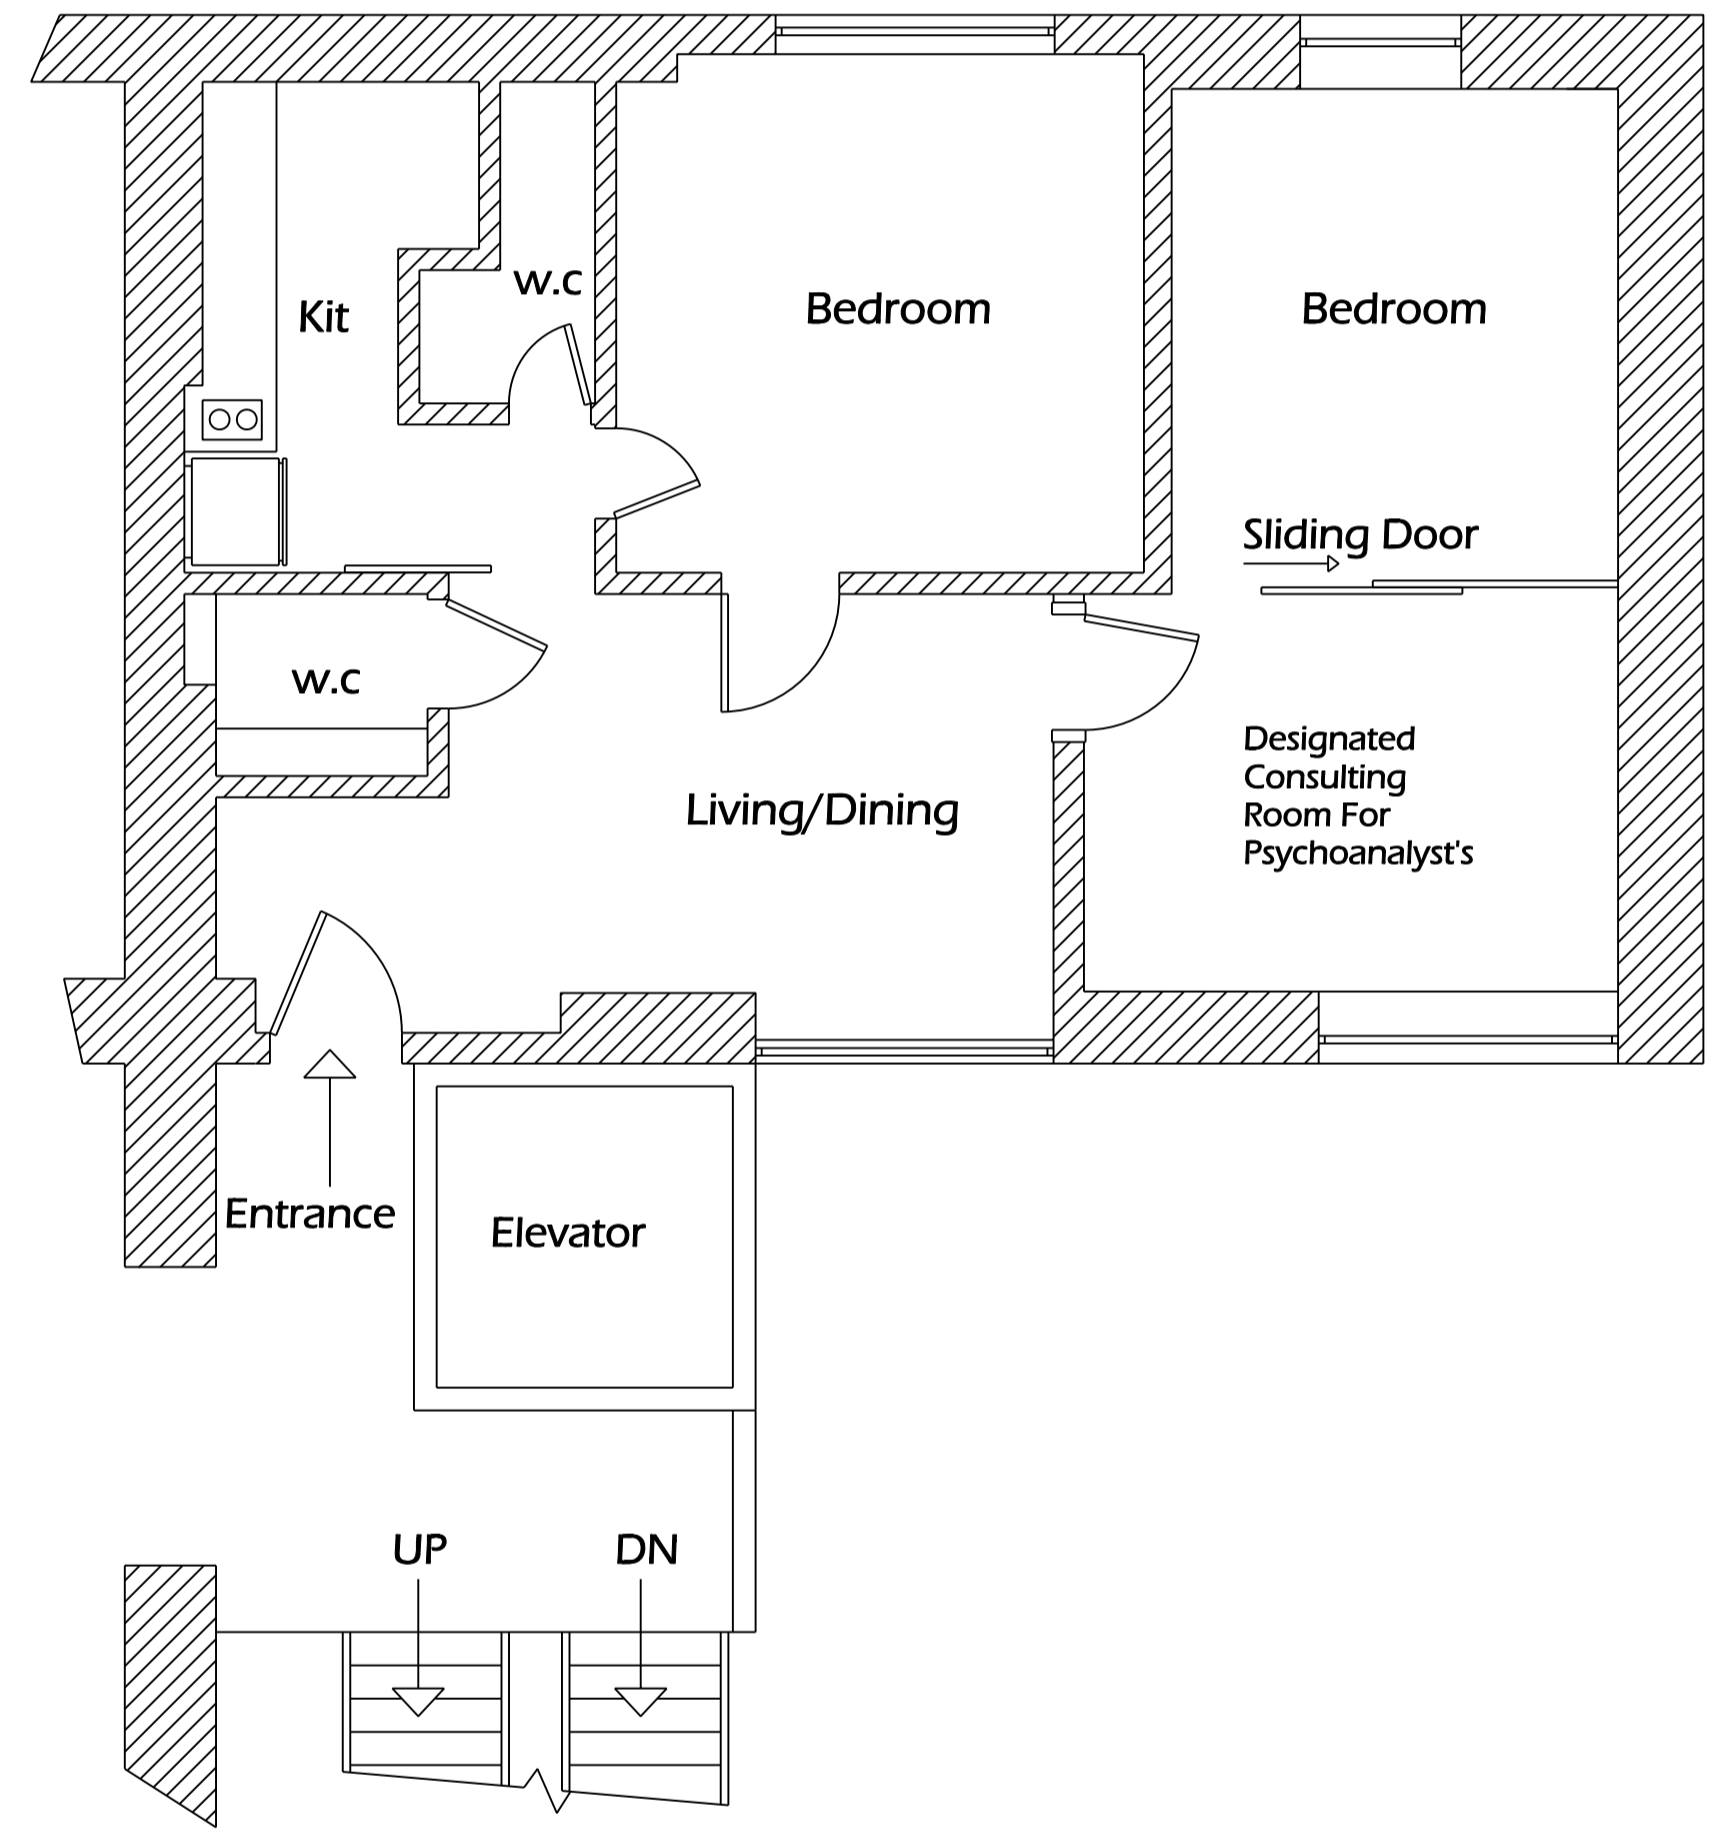 w.c
Kit
Bedroom
Bedroom
Sliding Door
w.c
Designated
Consulting
Room For
Psychoanalyst's
Living/Dining
Entrance
Elevator
UP
DN